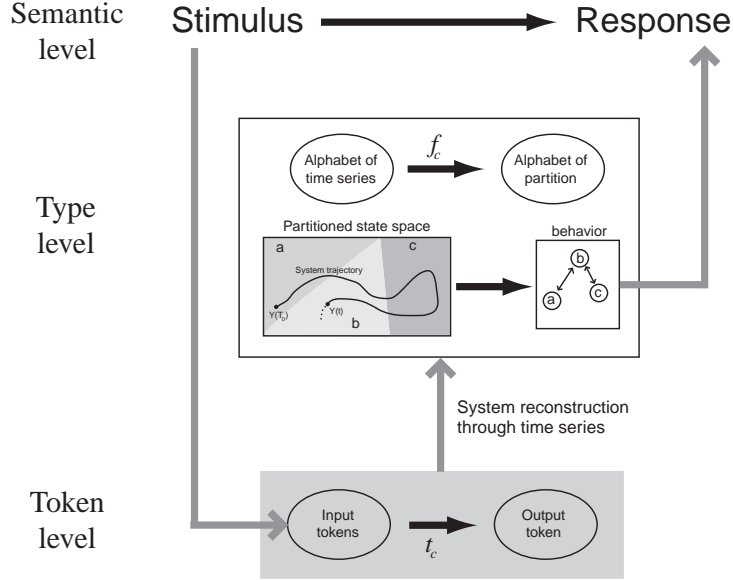 Semantic
level
Stimulus
Response
Type
level
Alphabet of
time series
f_c
Alphabet of
partition
Partitioned state space
a
c
System trajectory
Y(T_0)
Y(t)
b
behavior
b
a
c
System reconstruction
through time series
Token
level
Input
tokens
t_c
Output
token